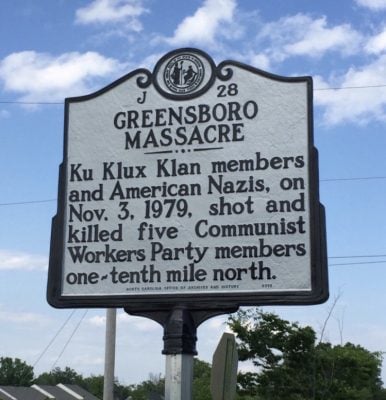 J 28
GREENSBORO
MASSACRE
Ku Klux Klan members
and American Nazis, on
Nov. 3, 1979, shot and
killed five Communist
Workers Party members
one-tenth mile north.
NORTH CAROLINA OFFICE OF ARCHIVES AND HISTORY